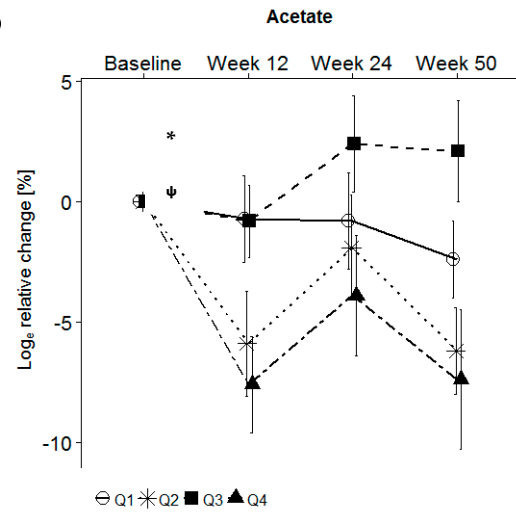 Acetate
Baseline Week 12 Week 24 Week 50
Logₑ relative change [%]
5
*
ψ
0
-5
-10
Q1 Q2 Q3 Q4